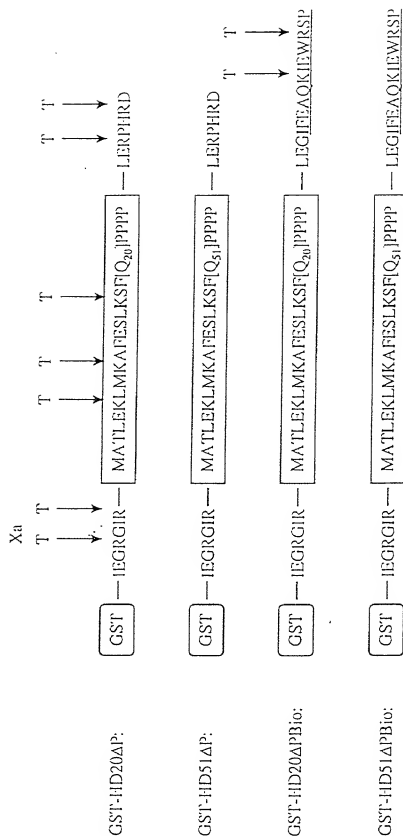 Xa
T T T T T T T
GST-HD20ΔP: GST — IEGRGIR — MATLEKLMKAFESLKSF[Q₂₀]PPPP — LERPHRD
GST-HD51ΔP: GST — IEGRGIR — MATLEKLMKAFESLKSF[Q₅₁]PPPP — LERPHRD
T T
GST-HD20ΔPBio: GST — IEGRGIR — MATLEKLMKAFESLKSF[Q₂₀]PPPP — LEGIFEAQKIEWRSP
GST-HD51ΔPBio: GST — IEGRGIR — MATLEKLMKAFESLKSF[Q₅₁]PPPP — LEGIFEAQKIEWRSP